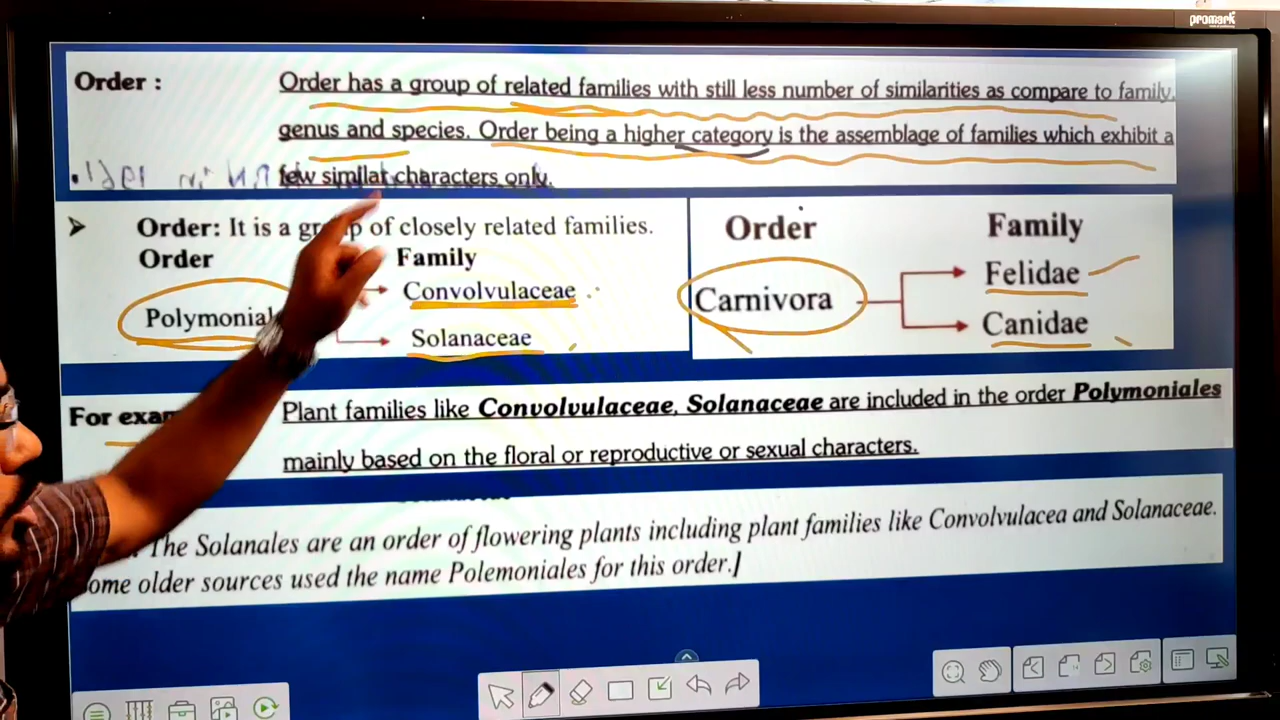 promark
Order : Order has a group of related families with still less number of similarities as compare to family,
genus and species. Order being a higher category is the assemblage of families which exhibit a
few similar characters only.
➤ Order: It is a group of closely related families.
Order Family
Convolvulaceae
Solanaceae
Order Family
Carnivora Felidae
Canidae
For Plant families like Convolvulaceae, Solanaceae are included in the order Polymoniales
mainly based on the floral or reproductive or sexual characters.
The Solanales are an order of flowering plants including plant families like Convolvulacea and Solanaceae.
ome older sources used the name Polemoniales for this order.]